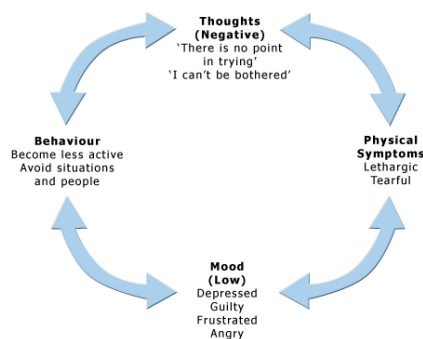 Thoughts
(Negative)
‘There is no point
in trying’
‘I can’t be bothered’
Behaviour
Become less active
Avoid situations
and people
Physical
Symptoms
Lethargic
Tearful
Mood
(Low)
Depressed
Guilty
Frustrated
Angry